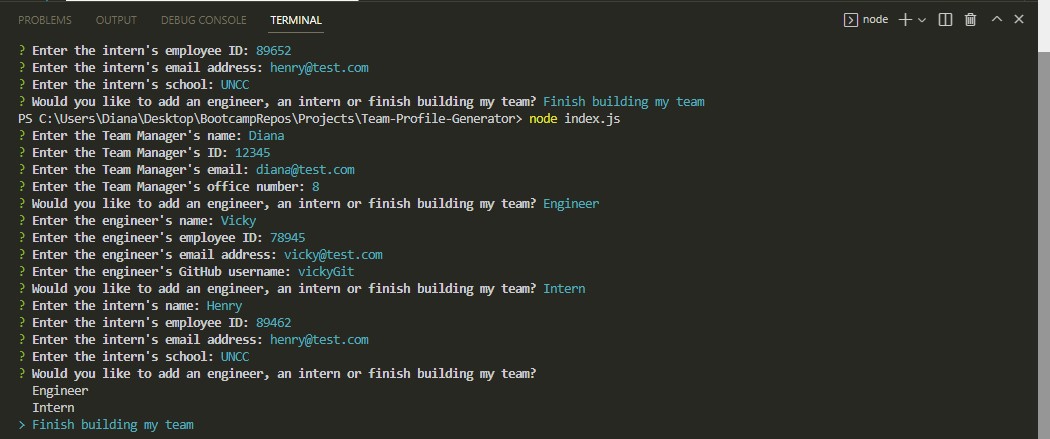 PROBLEMS OUTPUT DEBUG CONSOLE TERMINAL node
? Enter the intern's employee ID: 89652
? Enter the intern's email address: henry@test.com
? Enter the intern's school: UNCC
? Would you like to add an engineer, an intern or finish building my team? Finish building my team
PS C:\Users\Diana\Desktop\BootcampRepos\Projects\Team-Profile-Generator> node index.js
? Enter the Team Manager's name: Diana
? Enter the Team Manager's ID: 12345
? Enter the Team Manager's email: diana@test.com
? Enter the Team Manager's office number: 8
? Would you like to add an engineer, an intern or finish building my team? Engineer
? Enter the engineer's name: Vicky
? Enter the engineer's employee ID: 78945
? Enter the engineer's email address: vicky@test.com
? Enter the engineer's GitHub username: vickyGit
? Would you like to add an engineer, an intern or finish building my team? Intern
? Enter the intern's name: Henry
? Enter the intern's employee ID: 89462
? Enter the intern's email address: henry@test.com
? Enter the intern's school: UNCC
? Would you like to add an engineer, an intern or finish building my team?
Engineer
Intern
> Finish building my team